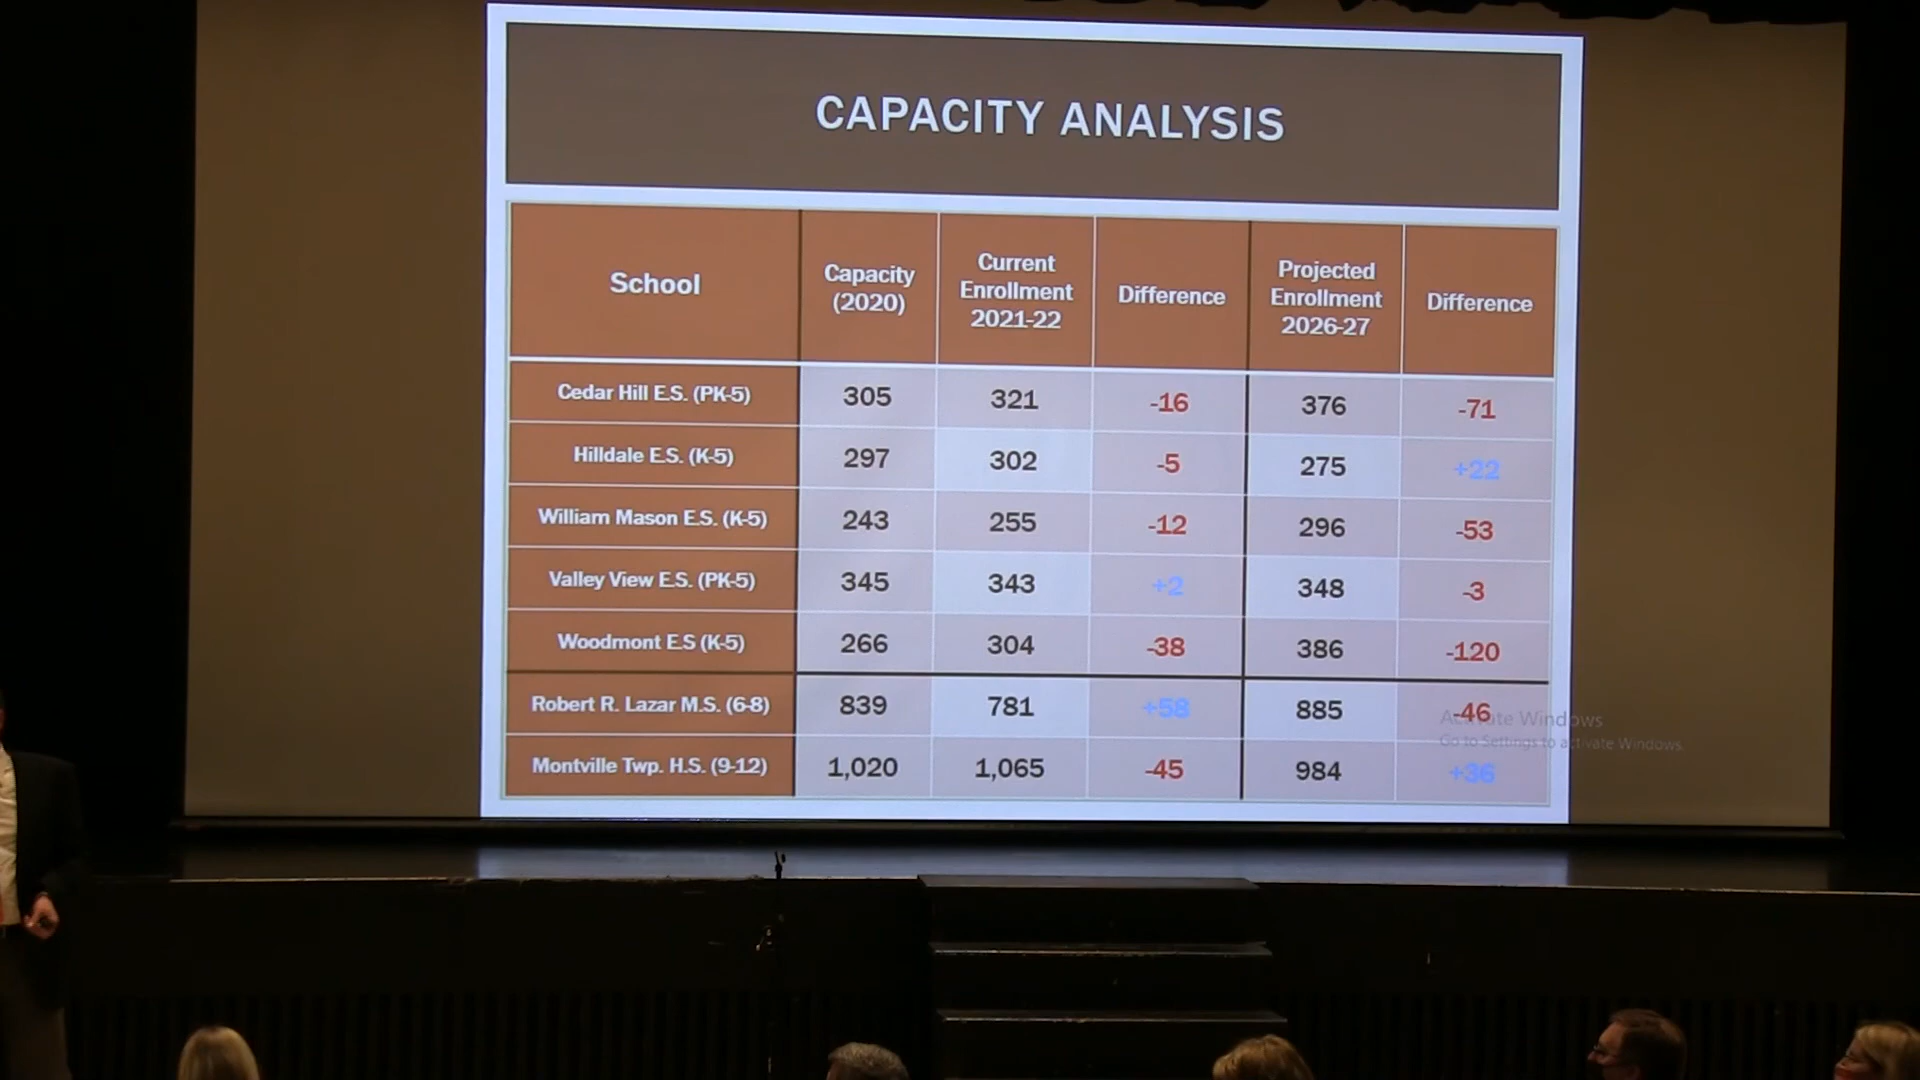 CAPACITY ANALYSIS
School
Capacity
(2020)
Current
Enrollment
2021-22
Difference
Projected
Enrollment
2026-27
Difference
Cedar Hill E.S. (PK-5) 305 321 -16 376 -71
Hilldale E.S. (K-5) 297 302 -5 275 +22
William Mason E.S. (K-5) 243 255 -12 296 -53
Valley View E.S. (PK-5) 345 343 +2 348 -3
Woodmont E.S (K-5) 266 304 -38 386 -120
Robert R. Lazar M.S. (6-8) 839 781 +58 885 -46
Montville Twp. H.S. (9-12) 1,020 1,065 -45 984 +36
Activate Windows
Go to Settings to activate Windows.